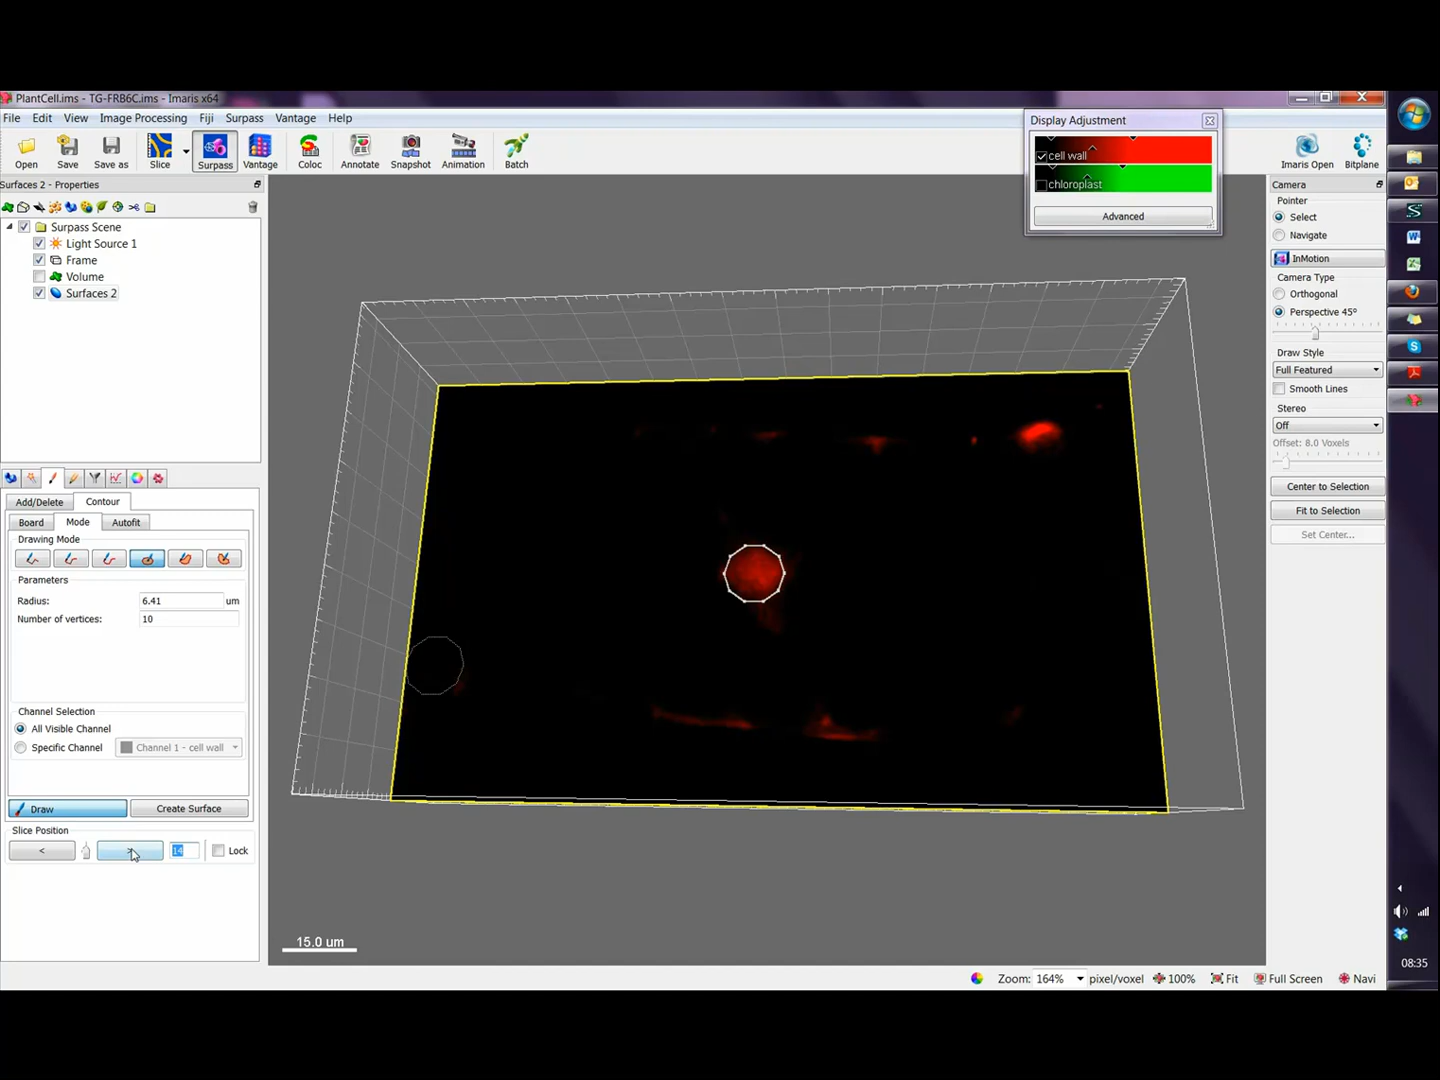 PlantCell.ims - TG-FRB6C.ims - Imaris x64
File Edit View Image Processing Fiji Surpass Vantage Help
Open Save Save as Slice Surpass Vantage Coloc Annotate Snapshot Animation Batch Imaris Open Bitplane
Display Adjustment
cell wall
chloroplast
Advanced
Surfaces 2 - Properties
Surpass Scene
Light Source 1
Frame
Volume
Surfaces 2
Add/Delete Contour
Board Mode Autofit
Drawing Mode
Parameters
Radius: 6.41 um
Number of vertices: 10
Channel Selection
All Visible Channel
Specific Channel Channel 1 - cell wall
Draw Create Surface
Slice Position
< > 14 Lock
15.0 um
Camera
Pointer
Select
Navigate
InMotion
Camera Type
Orthogonal
Perspective 45º
Draw Style
Full Featured
Smooth Lines
Stereo
Off
Offset: 8.0 Voxels
Center to Selection
Fit to Selection
Set Center...
Zoom: 164% pixel/voxel 100% Fit Full Screen Navi
08:35